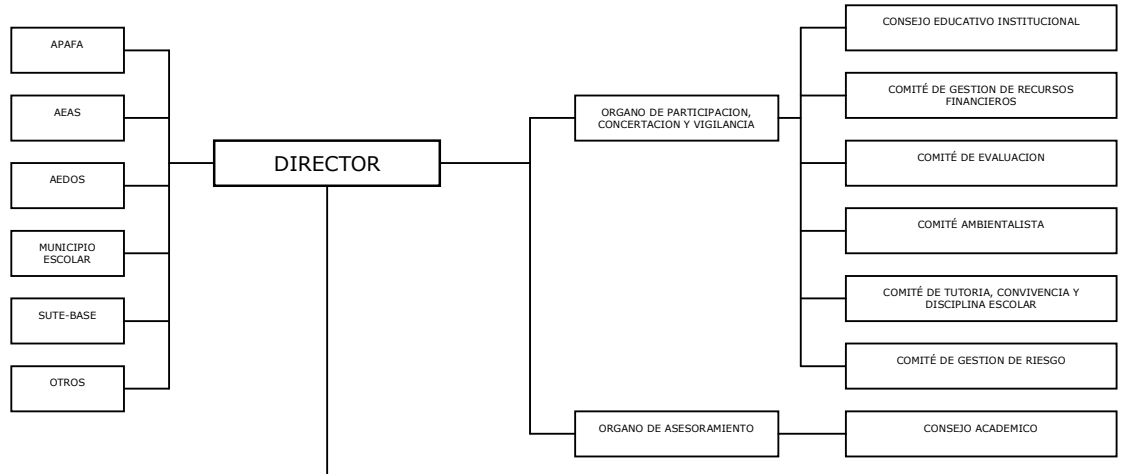 APAFA
AEAS
AEDOS
MUNICIPIO
ESCOLAR
SUTE-BASE
OTROS
DIRECTOR
ORGANO DE PARTICIPACION,
CONCERTACION Y VIGILANCIA
CONSEJO EDUCATIVO INSTITUCIONAL
COMITÉ DE GESTION DE RECURSOS
FINANCIEROS
COMITÉ DE EVALUACION
COMITÉ AMBIENTALISTA
COMITÉ DE TUTORIA, CONVIVENCIA Y
DISCIPLINA ESCOLAR
COMITÉ DE GESTION DE RIESGO
ORGANO DE ASESORAMIENTO
CONSEJO ACADEMICO